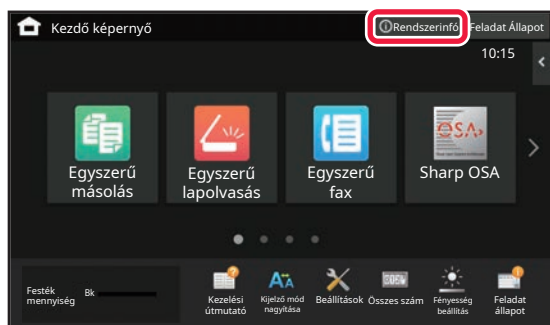 Kezdő képernyő
Rendszerinfó
Feladat Állapot
10:15
Egyszerű
másolás
Egyszerű
lapolvasás
Egyszerű
fax
OSA
Sharp OSA
Festék
mennyiség
Bk
Kezelési
útmutató
Kijelző mód
nagyítása
Beállítások
Összes szám
Fényesség
beállítás
Feladat
állapot